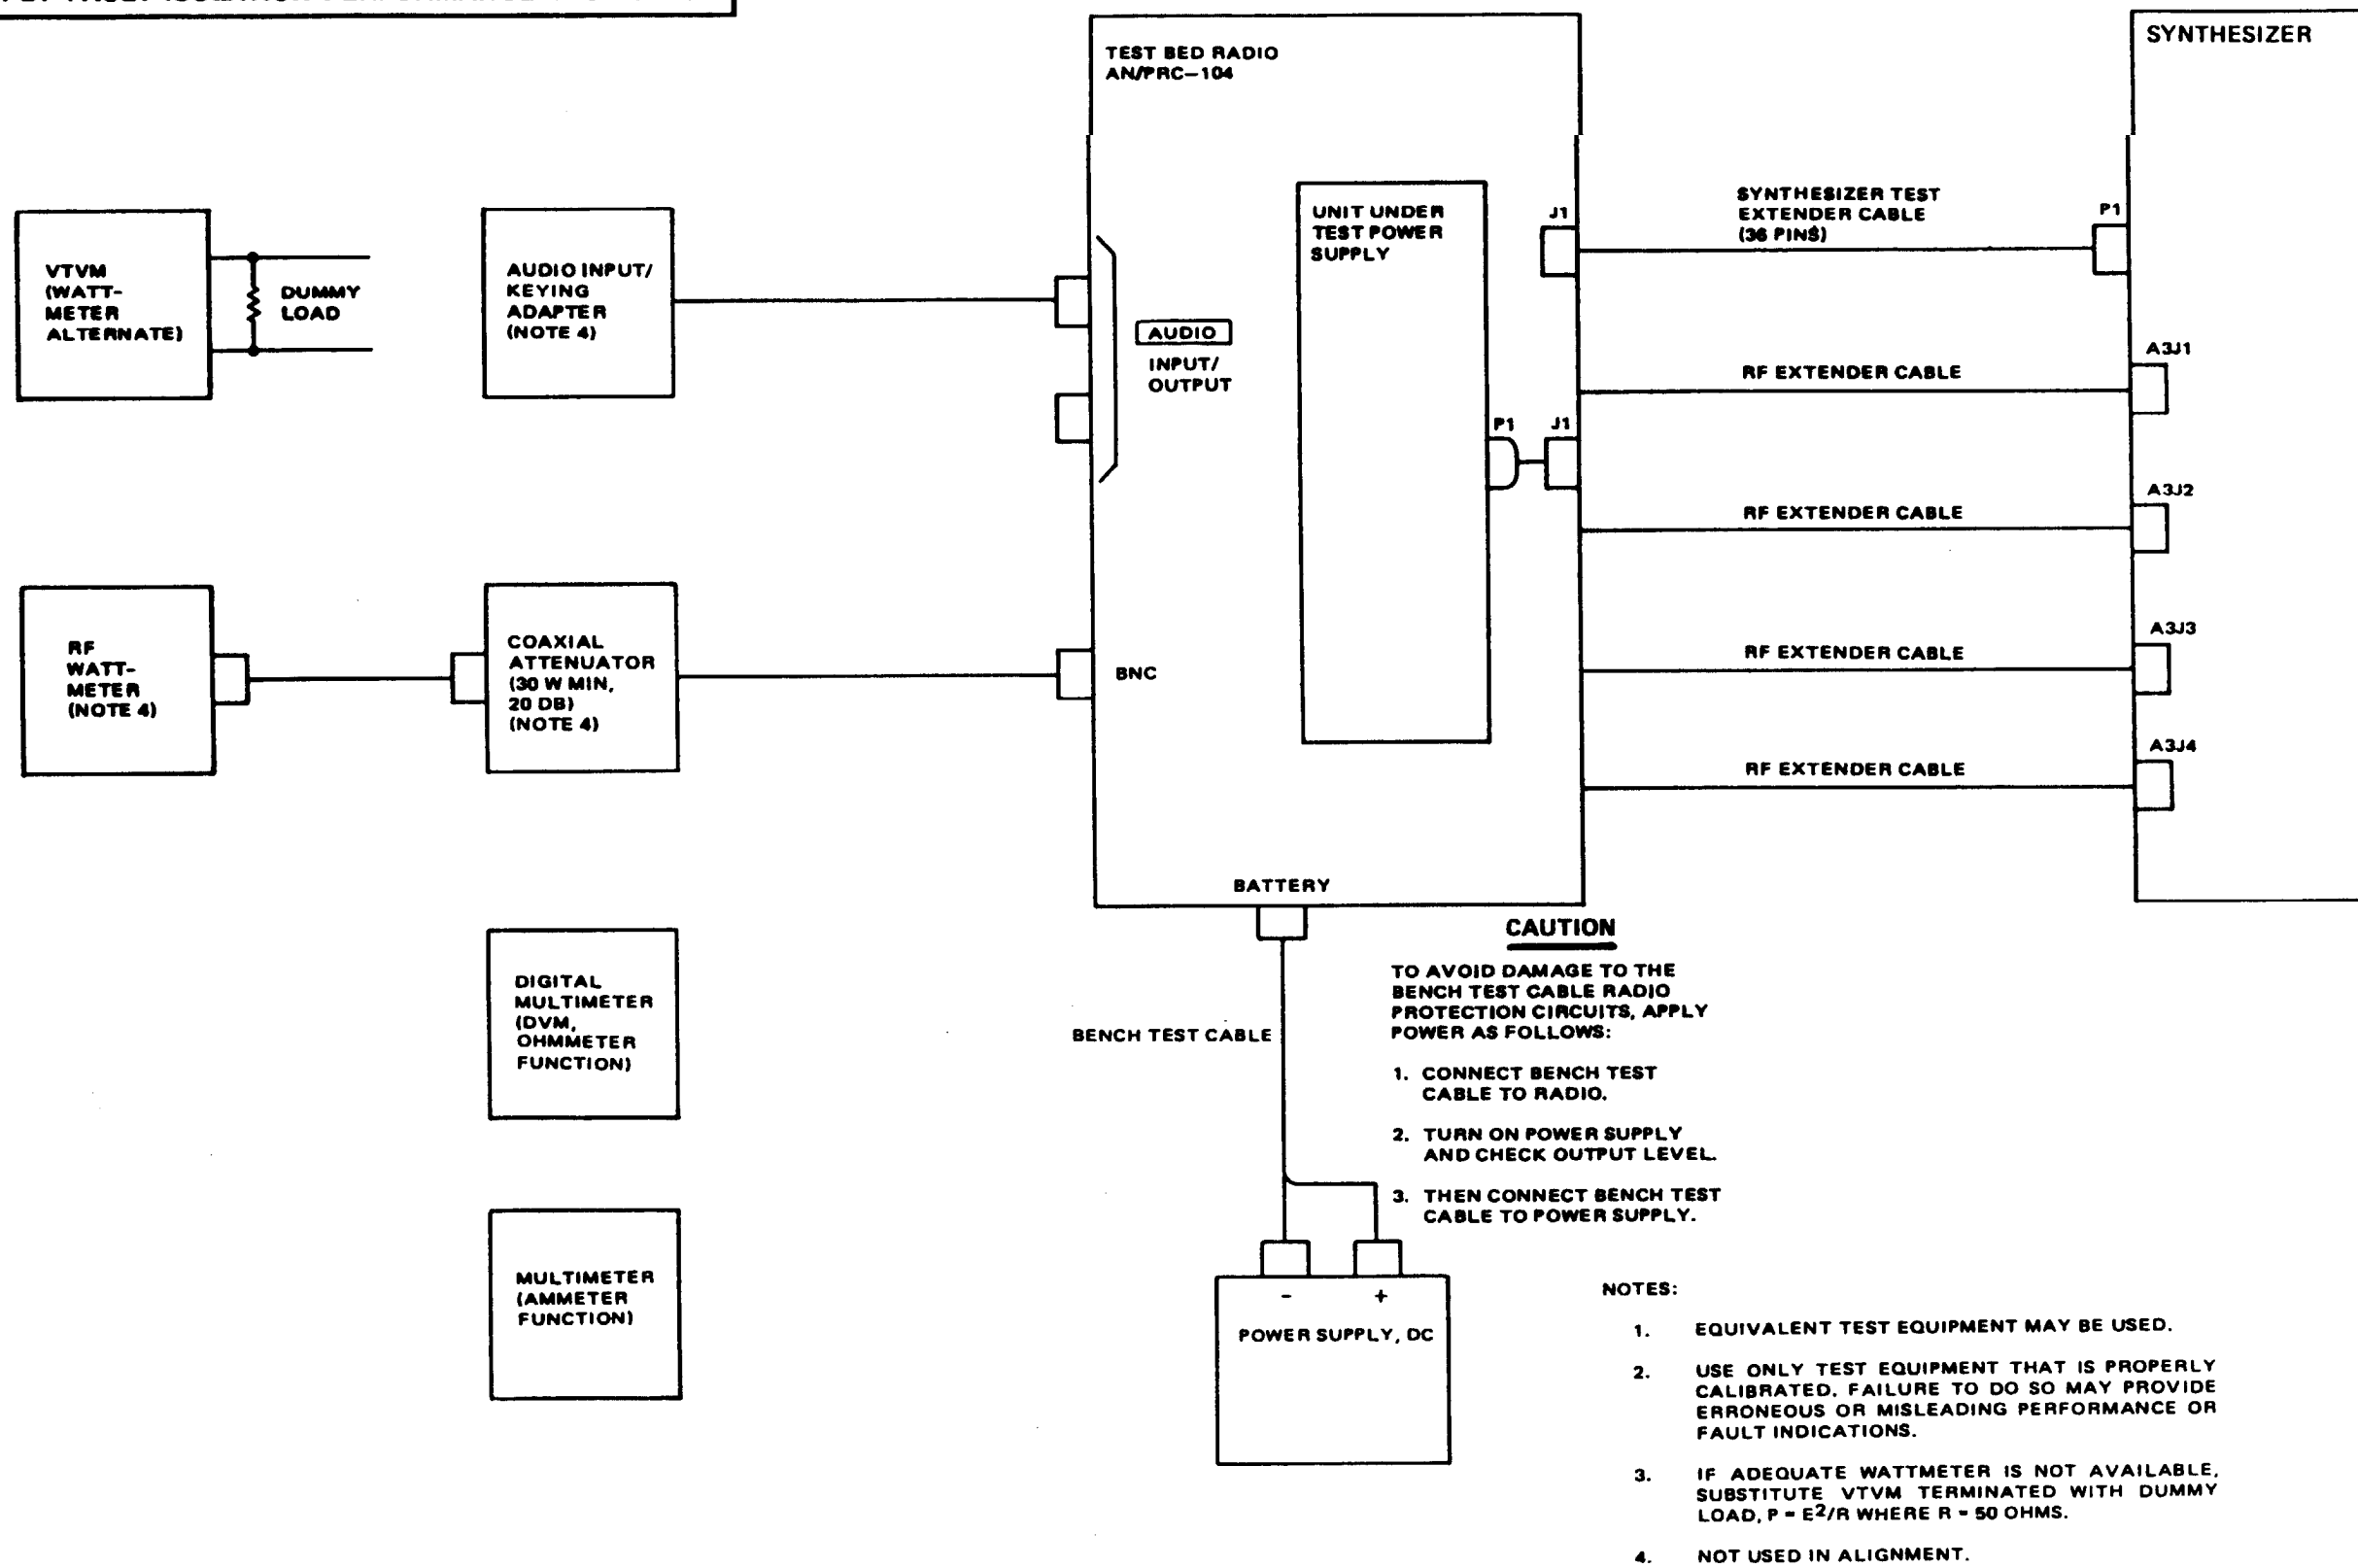 TEST BED RADIO
AN/PRC-104
SYNTHESIZER
VTVM
(WATT-
METER
ALTERNATE)
DUMMY
LOAD
AUDIO INPUT/
KEYING
ADAPTER
(NOTE 4)
AUDIO
INPUT/
OUTPUT
UNIT UNDER
TEST POWER
SUPPLY
P1
J1
J1
SYNTHESIZER TEST
EXTENDER CABLE
(36 PINS)
P1
RF EXTENDER CABLE
A3J1
RF EXTENDER CABLE
A3J2
RF EXTENDER CABLE
A3J3
RF EXTENDER CABLE
A3J4
RF
WATT-
METER
(NOTE 4)
COAXIAL
ATTENUATOR
(30 W MIN,
20 DB)
(NOTE 4)
BNC
BATTERY
DIGITAL
MULTIMETER
(DVM,
OHMMETER
FUNCTION)
MULTIMETER
(AMMETER
FUNCTION)
BENCH TEST CABLE
CAUTION
TO AVOID DAMAGE TO THE
BENCH TEST CABLE RADIO
PROTECTION CIRCUITS, APPLY
POWER AS FOLLOWS:
1. CONNECT BENCH TEST
CABLE TO RADIO.
2. TURN ON POWER SUPPLY
AND CHECK OUTPUT LEVEL.
3. THEN CONNECT BENCH TEST
CABLE TO POWER SUPPLY.
- +
POWER SUPPLY, DC
NOTES:
1. EQUIVALENT TEST EQUIPMENT MAY BE USED.
2. USE ONLY TEST EQUIPMENT THAT IS PROPERLY
CALIBRATED. FAILURE TO DO SO MAY PROVIDE
ERRONEOUS OR MISLEADING PERFORMANCE OR
FAULT INDICATIONS.
3. IF ADEQUATE WATTMETER IS NOT AVAILABLE,
SUBSTITUTE VTVM TERMINATED WITH DUMMY
LOAD, P = E²/R WHERE R = 50 OHMS.
4. NOT USED IN ALIGNMENT.